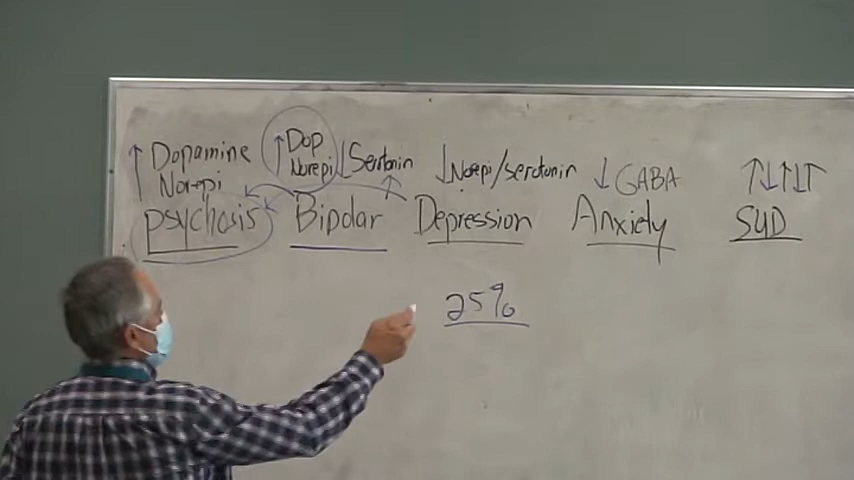 ↑ Dopamine ↑ Dop ↓ Serotonin ↓ Norepi/serotonin ↓ GABA ↑↓↑↓↑
Norepi Norepi
psychosis Bipolar Depression Anxiety SUD
25%